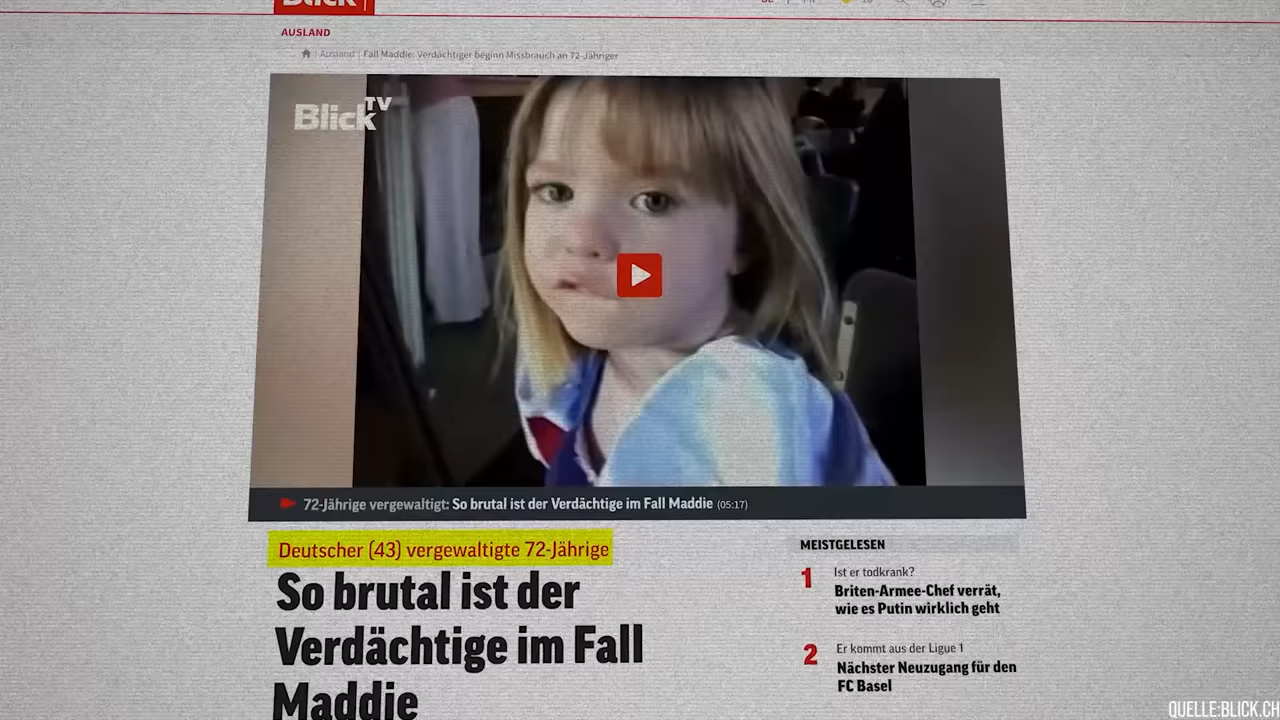 Blick
AUSLAND
Ausland | Fall Maddie: Verdächtiger beginn Missbrauch an 72-Jähriger
Blick TV
72-Jährige vergewaltigt: So brutal ist der Verdächtige im Fall Maddie (05:17)
Deutscher (43) vergewaltigte 72-Jährige
So brutal ist der
Verdächtige im Fall
Maddie
MEISTGELESEN
1 Ist er todkrank?
Briten-Armee-Chef verrät,
wie es Putin wirklich geht
2 Er kommt aus der Ligue 1
Nächster Neuzugang für den
FC Basel
QUELLE:BLICK.CH